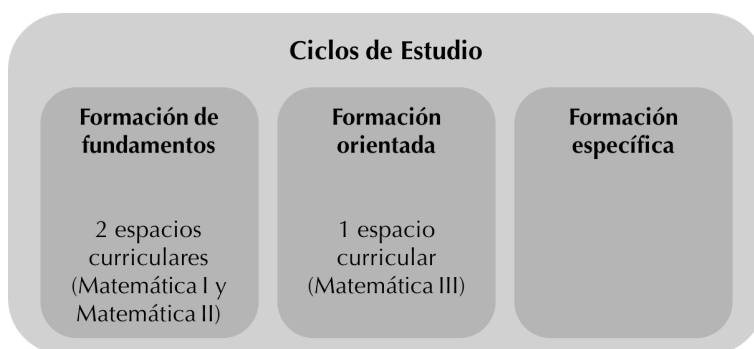 Ciclos de Estudio
Formación de
fundamentos
2 espacios
curriculares
(Matemática I y
Matemática II)
Formación
orientada
1 espacio
curricular
(Matemática III)
Formación
específica